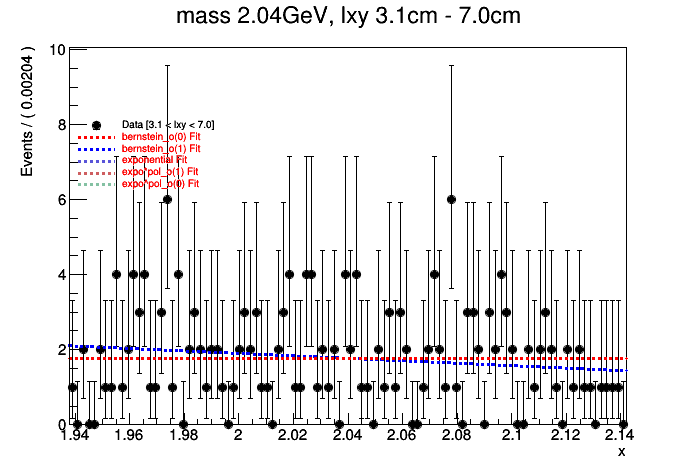 mass 2.04GeV, lxy 3.1cm - 7.0cm
Events / ( 0.00204 )
10
8
6
4
2
0
Data [3.1 < lxy < 7.0]
bernstein_o(0) Fit
bernstein_o(1) Fit
exponential Fit
expo*pol_o(1) Fit
expo*pol_o(0) Fit
1.94 1.96 1.98 2 2.02 2.04 2.06 2.08 2.1 2.12 2.14
x